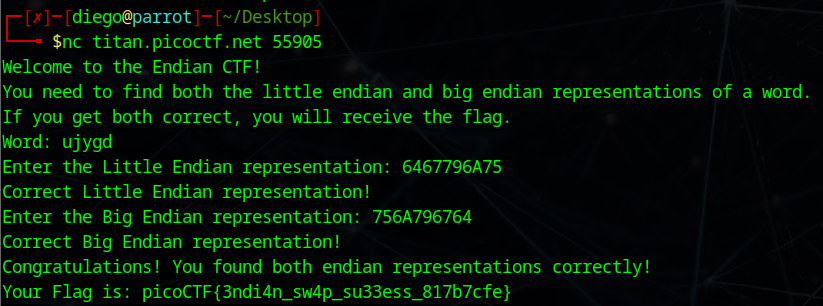 ┌─[✗]─[diego@parrot]─[~/Desktop]
└──╼ $nc titan.picoctf.net 55905
Welcome to the Endian CTF!
You need to find both the little endian and big endian representations of a word.
If you get both correct, you will receive the flag.
Word: ujygd
Enter the Little Endian representation: 6467796A75
Correct Little Endian representation!
Enter the Big Endian representation: 756A796764
Correct Big Endian representation!
Congratulations! You found both endian representations correctly!
Your Flag is: picoCTF{3ndi4n_sw4p_su33ess_817b7cfe}